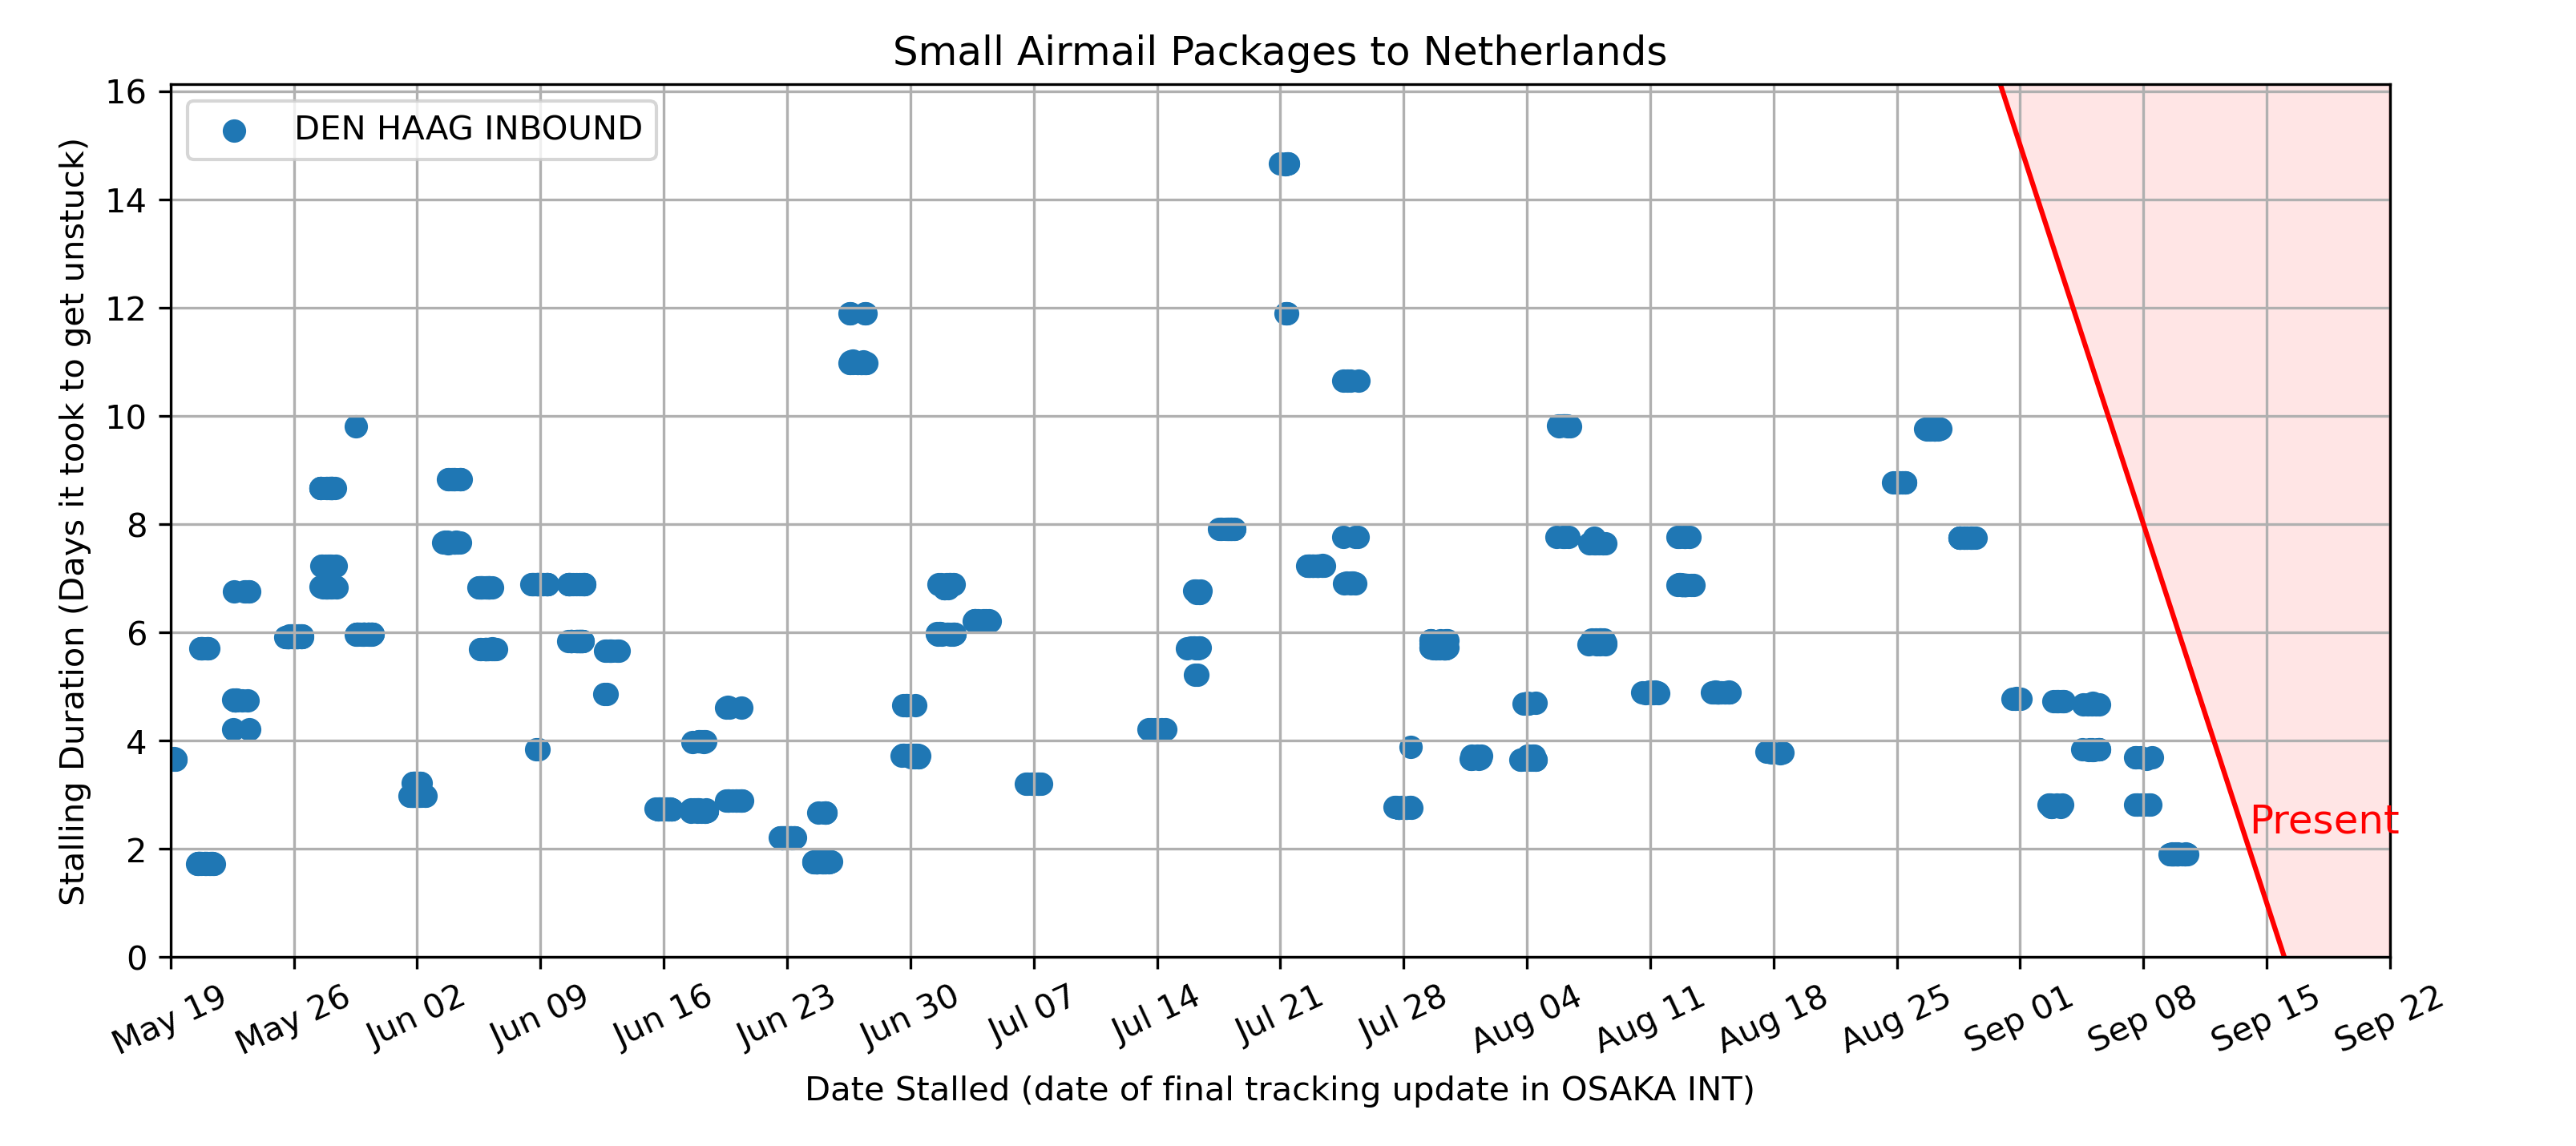 Small Airmail Packages to Netherlands
DEN HAAG INBOUND
Stalling Duration (Days it took to get unstuck)
16
14
12
10
8
6
4
2
0
Present
May 19
May 26
Jun 02
Jun 09
Jun 16
Jun 23
Jun 30
Jul 07
Jul 14
Jul 21
Jul 28
Aug 04
Aug 11
Aug 18
Aug 25
Sep 01
Sep 08
Sep 15
Sep 22
Date Stalled (date of final tracking update in OSAKA INT)